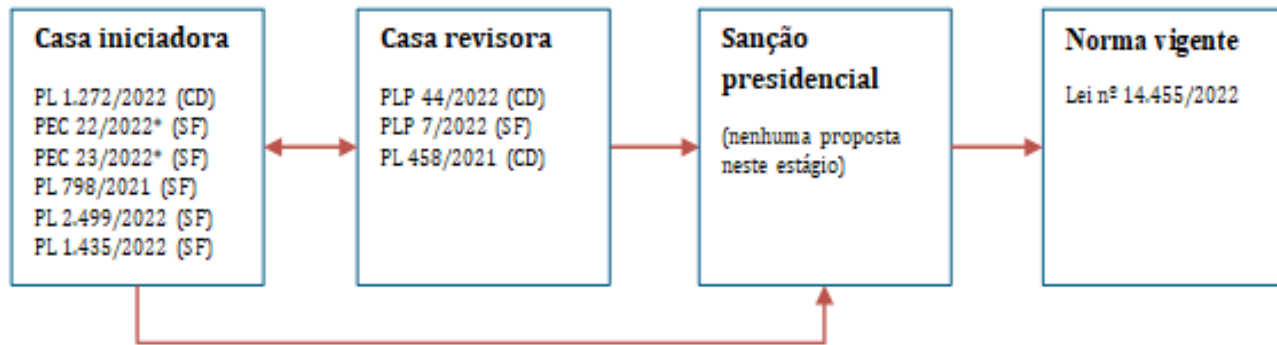 Casa iniciadora
PL 1.272/2022 (CD)
PEC 22/2022* (SF)
PEC 23/2022* (SF)
PL 798/2021 (SF)
PL 2.499/2022 (SF)
PL 1.435/2022 (SF)
Casa revisora
PLP 44/2022 (CD)
PLP 7/2022 (SF)
PL 458/2021 (CD)
Sanção
presidencial
(nenhuma proposta
neste estágio)
Norma vigente
Lei nº 14.455/2022